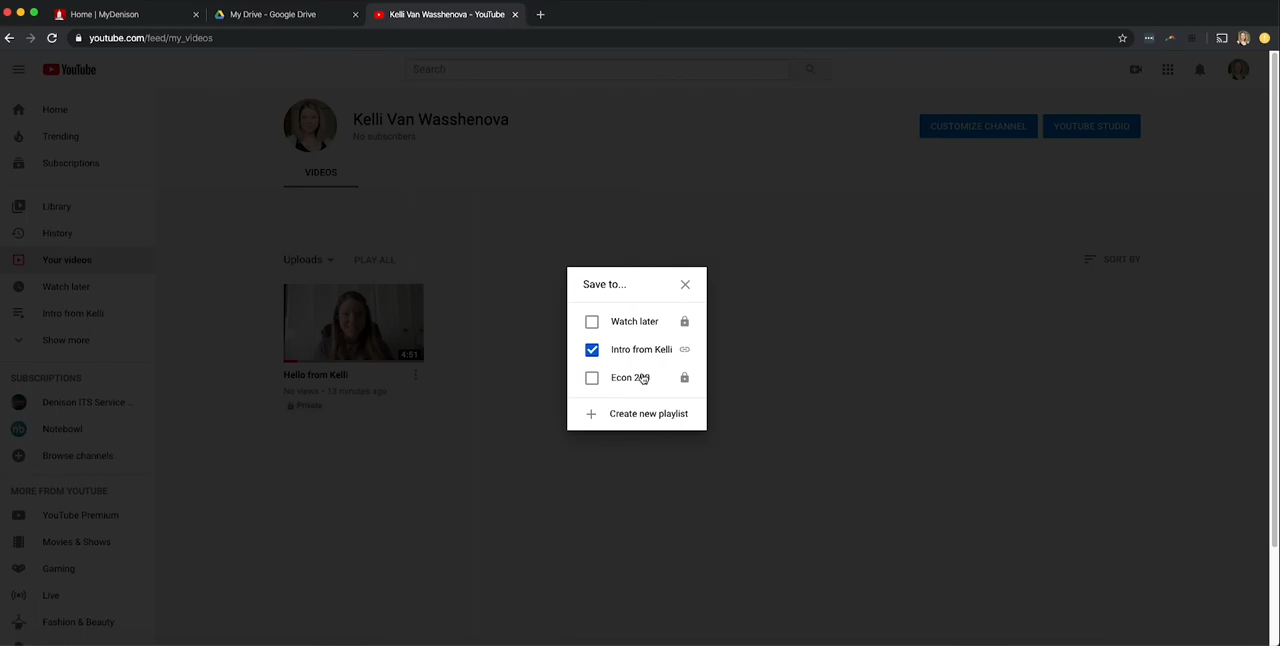 Home | MyDenison
My Drive - Google Drive
Kelli Van Wasshenova - YouTube
youtube.com/feed/my_videos
YouTube
Search
Home
Trending
Subscriptions
Library
History
Your videos
Watch later
Intro from Kelli
Show more
SUBSCRIPTIONS
Denison ITS Service ...
nb
Notebowl
Browse channels
MORE FROM YOUTUBE
YouTube Premium
Movies & Shows
Gaming
Live
Fashion & Beauty
Kelli Van Wasshenova
No subscribers
CUSTOMIZE CHANNEL
YOUTUBE STUDIO
VIDEOS
Uploads
PLAY ALL
SORT BY
4:51
Hello from Kelli
No views • 13 minutes ago
Private
Save to...
Watch later
Intro from Kelli
Econ
Create new playlist